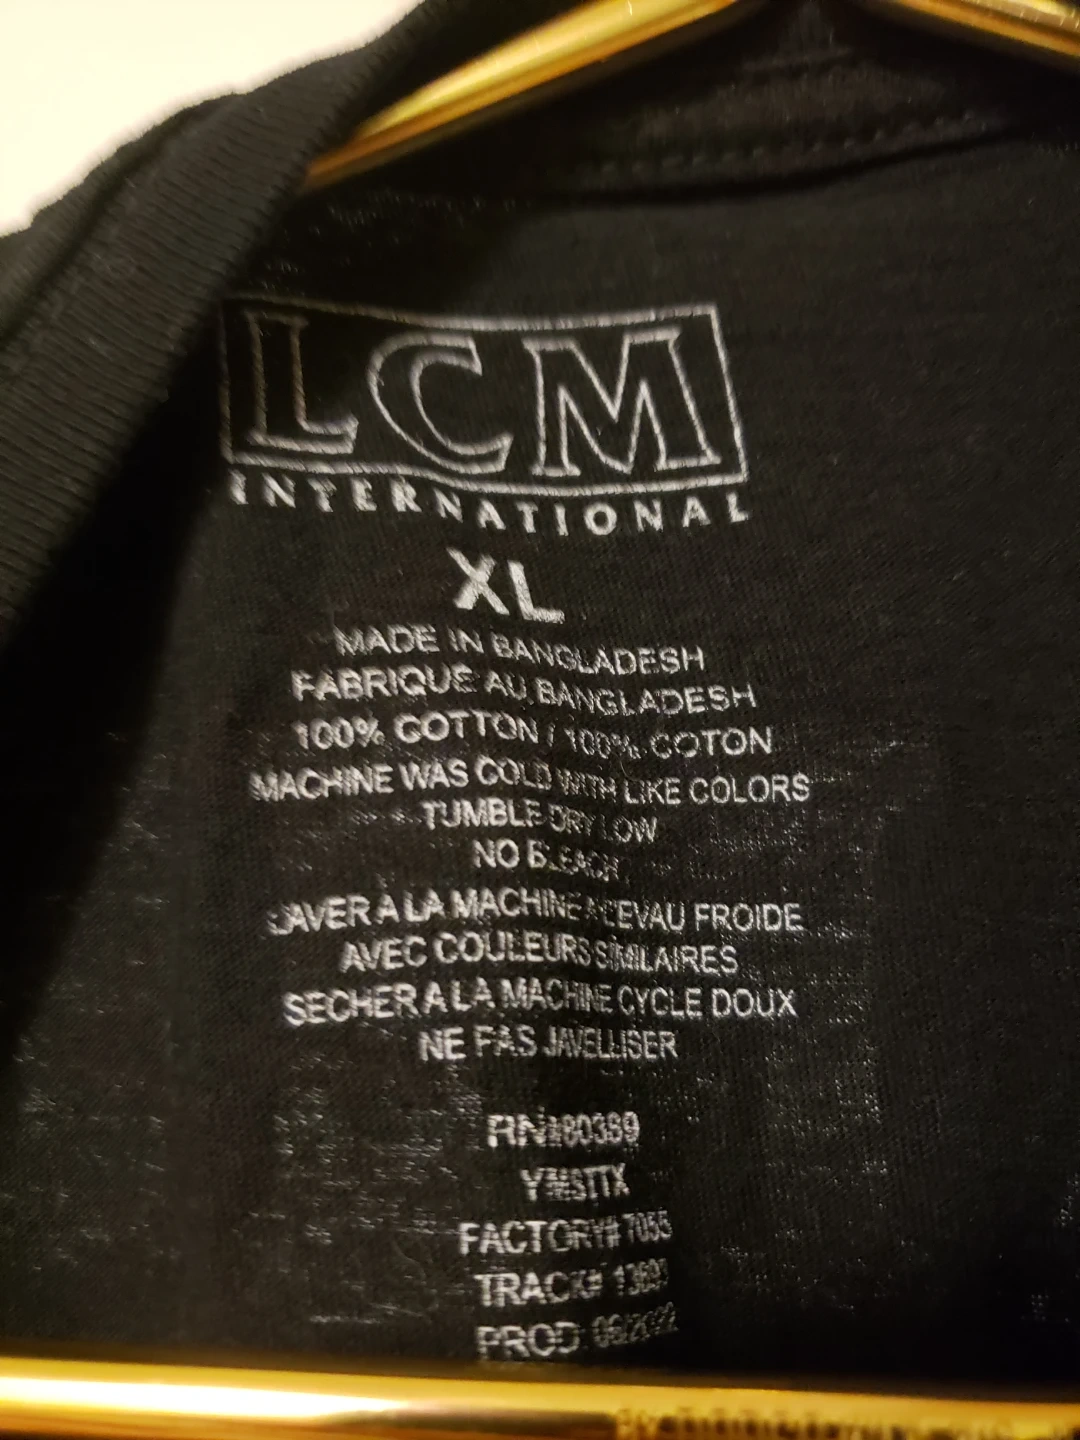 LCM
INTERNATIONAL
XL
MADE IN BANGLADESH
FABRIQUE AU BANGLADESH
100% COTTON / 100% COTON
MACHINE WAS COLD WITH LIKE COLORS
TUMBLE DRY LOW
NO BLEACH
LAVER A LA MACHINE A L'EVAU FROIDE
AVEC COULEURS SIMILAIRES
SECHER A LA MACHINE CYCLE DOUX
NE PAS JAVELLISER
RN#80389
FACTORY# 7055
TRACK#
PROD: